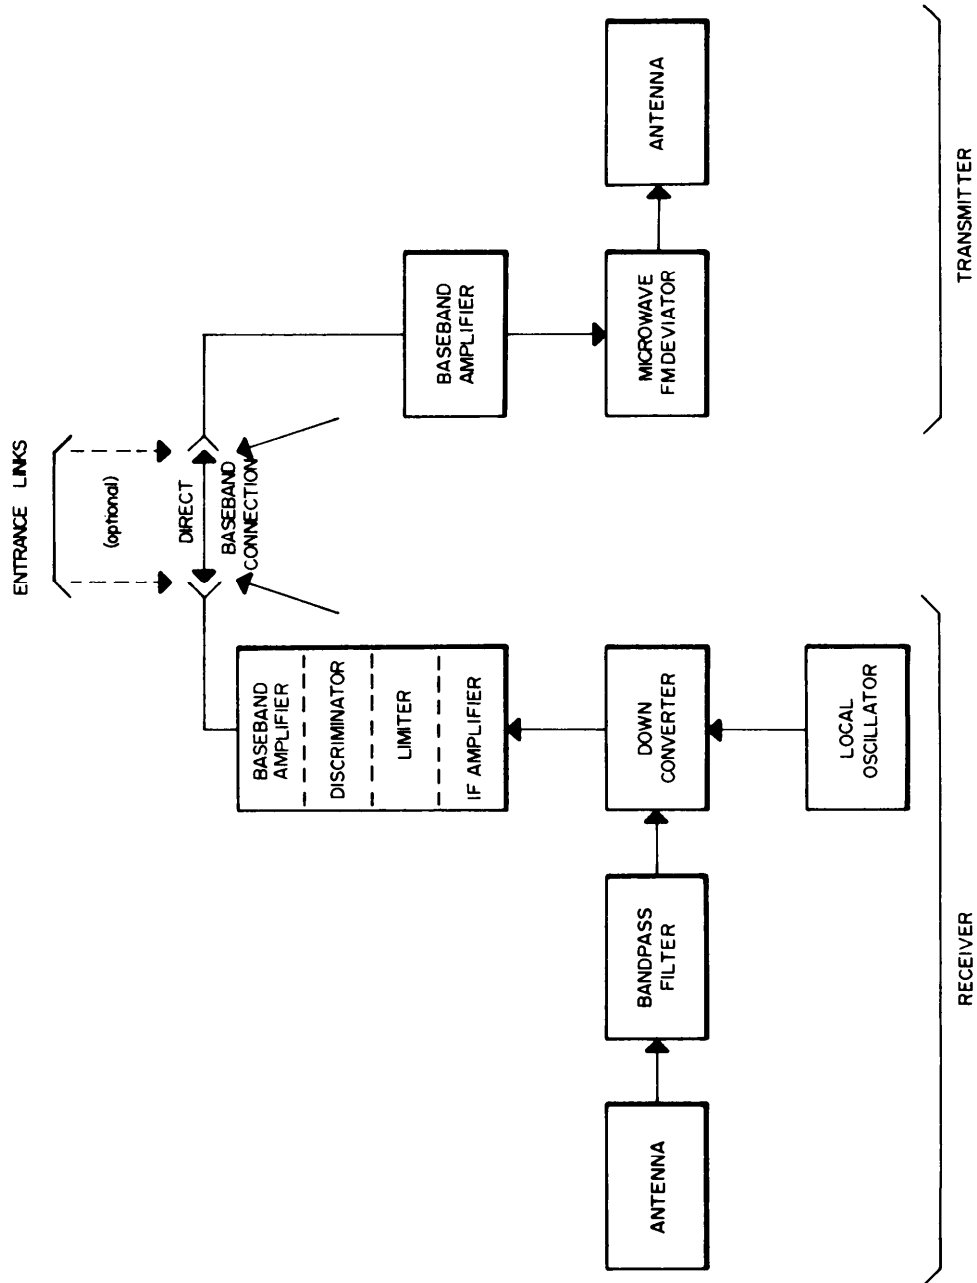 ENTRANCE LINKS
(optional)
DIRECT
BASEBAND
CONNECTION
BASEBAND
AMPLIFIER
DISCRIMINATOR
LIMITER
IF AMPLIFIER
BASEBAND
AMPLIFIER
ANTENNA
BANDPASS
FILTER
DOWN
CONVERTER
MICROWAVE
FM DEVIATOR
ANTENNA
LOCAL
OSCILLATOR
RECEIVER
TRANSMITTER